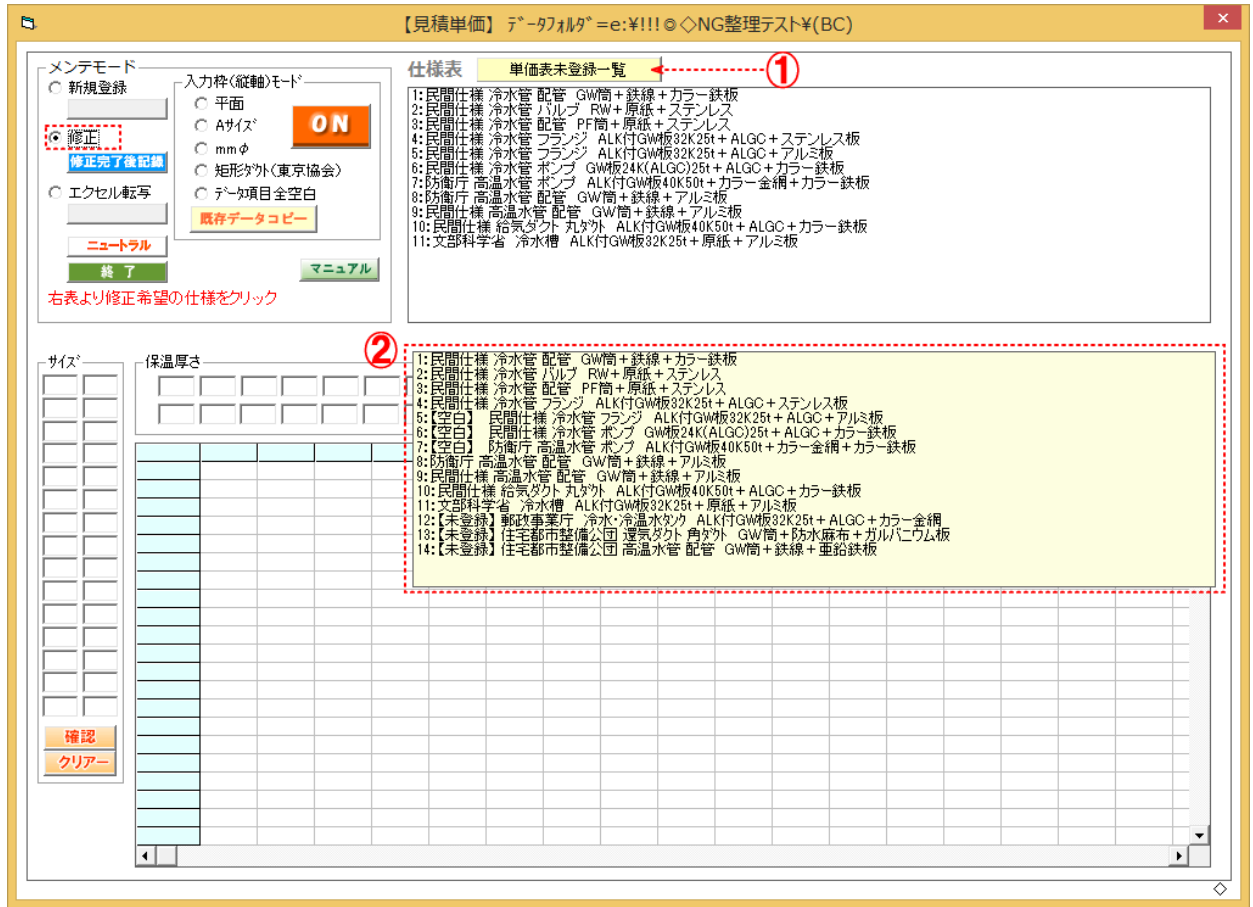 【見積単価】 ﾃﾞｰﾀﾌｫﾙﾀﾞ=e:¥!!!◎◇NG整理テスト¥(BC)
メンテモード
新規登録
修正
修正完了後記録
エクセル転写
ニュートラル
終 了
右表より修正希望の仕様をクリック
入力枠(縦軸)ﾓｰﾄﾞ
平面
Aｻｲｽﾞ
mmφ
矩形ﾀﾞｸﾄ(東京協会)
ﾃﾞｰﾀ項目全空白
ON
既存データコピー
マニュアル
仕様表
単価表未登録一覧
①
1:民間仕様 冷水管 配管 GW筒+鉄線+カラー鉄板
2:民間仕様 冷水管 バルブ RW+原紙+ステンレス
3:民間仕様 冷水管 配管 PF筒+原紙+ステンレス
4:民間仕様 冷水管 フランジ ALK付GW板32K25t+ALGC+ステンレス板
5:民間仕様 冷水管 フランジ ALK付GW板32K25t+ALGC+アルミ板
6:民間仕様 冷水管 ポンプ GW板24K(ALGC)25t+ALGC+カラー鉄板
7:防衛庁 高温水管 ポンプ ALK付GW板40K50t+カラー金網+カラー鉄板
8:防衛庁 高温水管 配管 GW筒+鉄線+アルミ板
9:民間仕様 高温水管 配管 GW筒+鉄線+アルミ板
10:民間仕様 給気ダクト 丸ﾀﾞｸﾄ ALK付GW板40K50t+ALGC+カラー鉄板
11:文部科学省 冷水槽 ALK付GW板32K25t+原紙+アルミ板
ｻｲｽﾞ
保温厚さ
②
1:民間仕様 冷水管 配管 GW筒+鉄線+カラー鉄板
2:民間仕様 冷水管 バルブ RW+原紙+ステンレス
3:民間仕様 冷水管 配管 PF筒+原紙+ステンレス
4:民間仕様 冷水管 フランジ ALK付GW板32K25t+ALGC+ステンレス板
5:【空白】 民間仕様 冷水管 フランジ ALK付GW板32K25t+ALGC+アルミ板
6:【空白】 民間仕様 冷水管 ポンプ GW板24K(ALGC)25t+ALGC+カラー鉄板
7:【空白】 防衛庁 高温水管 ポンプ ALK付GW板40K50t+カラー金網+カラー鉄板
8:防衛庁 高温水管 配管 GW筒+鉄線+アルミ板
9:民間仕様 高温水管 配管 GW筒+鉄線+アルミ板
10:民間仕様 給気ダクト 丸ﾀﾞｸﾄ ALK付GW板40K50t+ALGC+カラー鉄板
11:文部科学省 冷水槽 ALK付GW板32K25t+原紙+アルミ板
12:【未登録】郵政事業庁 冷水・冷温水ﾀﾝｸ ALK付GW板32K25t+ALGC+カラー金網
13:【未登録】住宅都市整備公団 還気ダクト 角ﾀﾞｸﾄ GW筒+防水麻布+ガルバニウム板
14:【未登録】住宅都市整備公団 高温水管 配管 GW筒+鉄線+亜鉛鉄板
確認
クリアー